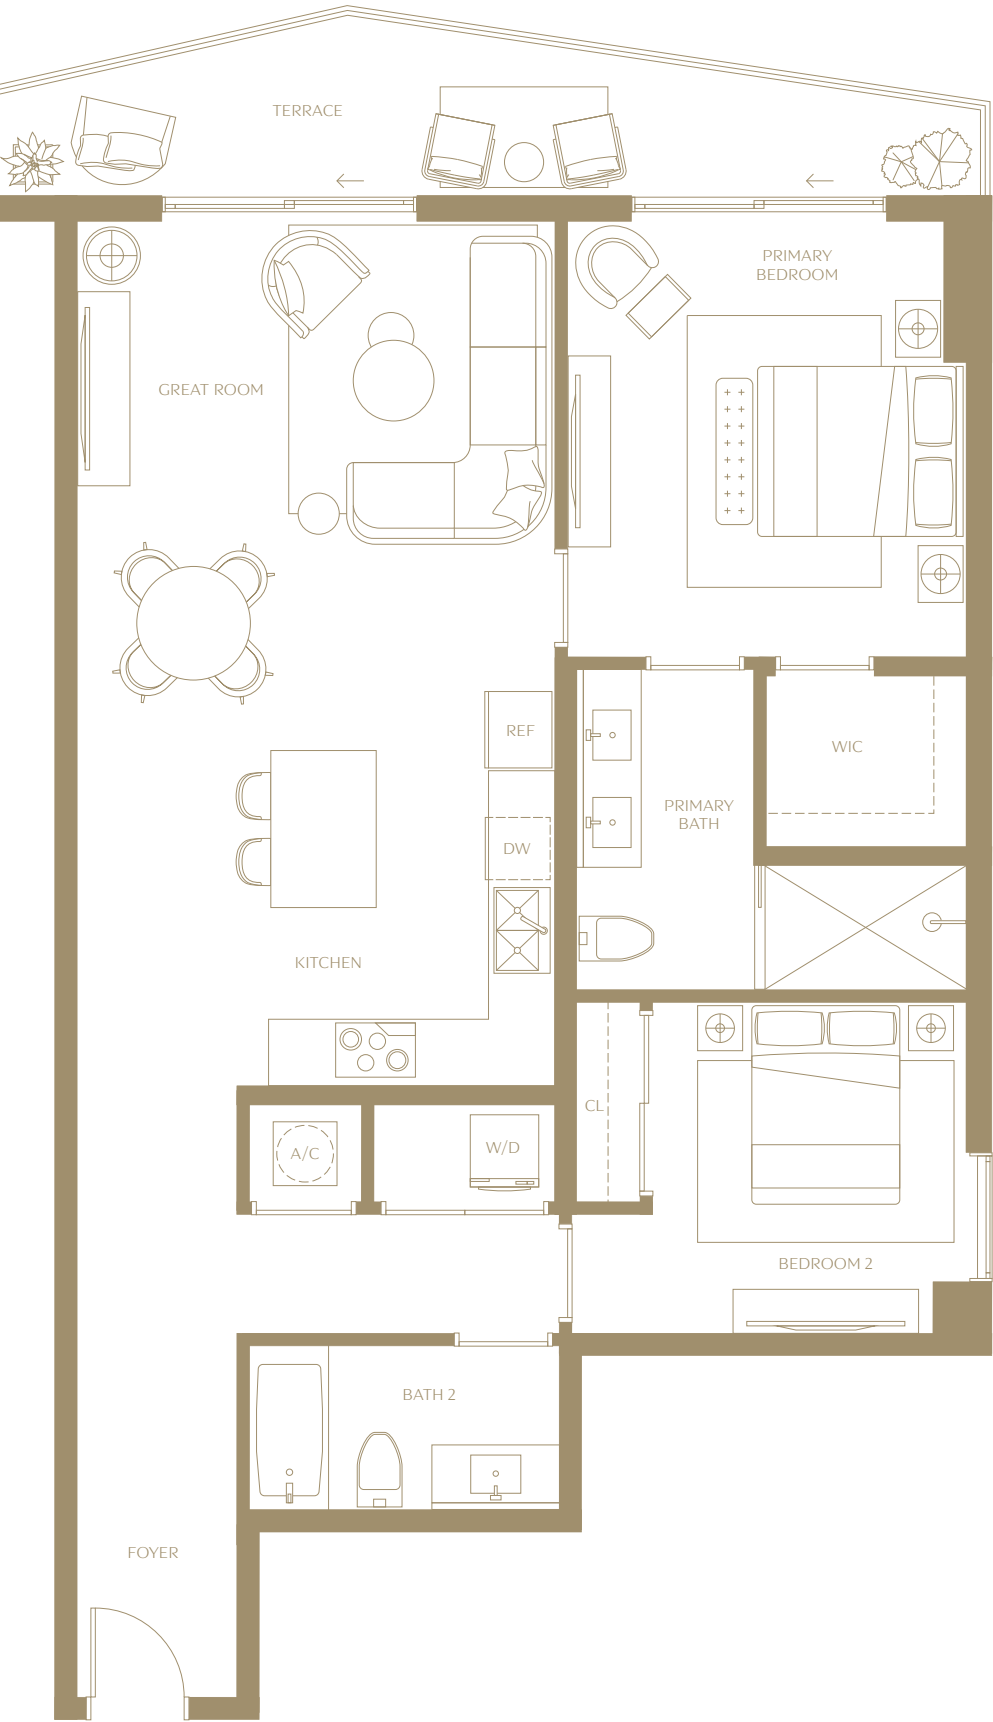 TERRACE
PRIMARY
BEDROOM
GREAT ROOM
REF
WIC
PRIMARY
BATH
DW
KITCHEN
CL
A/C
W/D
BEDROOM 2
BATH 2
FOYER